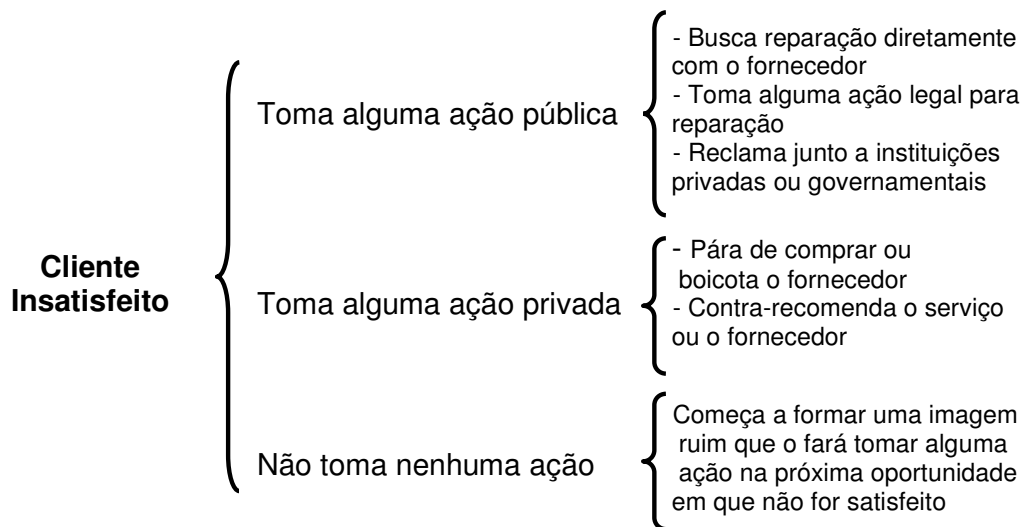 - Busca reparação diretamente
com o fornecedor
- Toma alguma ação legal para
reparação
- Reclama junto a instituições
privadas ou governamentais
Toma alguma ação pública
Cliente
Insatisfeito
- Pára de comprar ou
boicota o fornecedor
- Contra-recomenda o serviço
ou o fornecedor
Toma alguma ação privada
Começa a formar uma imagem
ruim que o fará tomar alguma
ação na próxima oportunidade
em que não for satisfeito
Não toma nenhuma ação